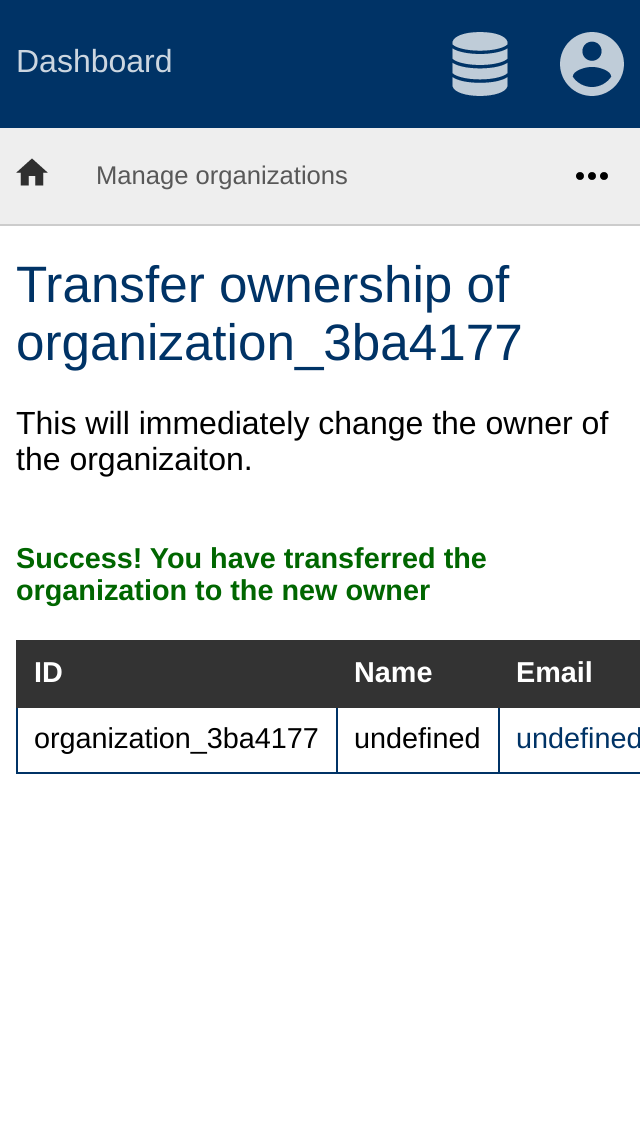 Dashboard
Manage organizations
Transfer ownership of
organization_3ba4177
This will immediately change the owner of
the organizaiton.
Success! You have transferred the
organization to the new owner
ID Name Email
organization_3ba4177 undefined undefined